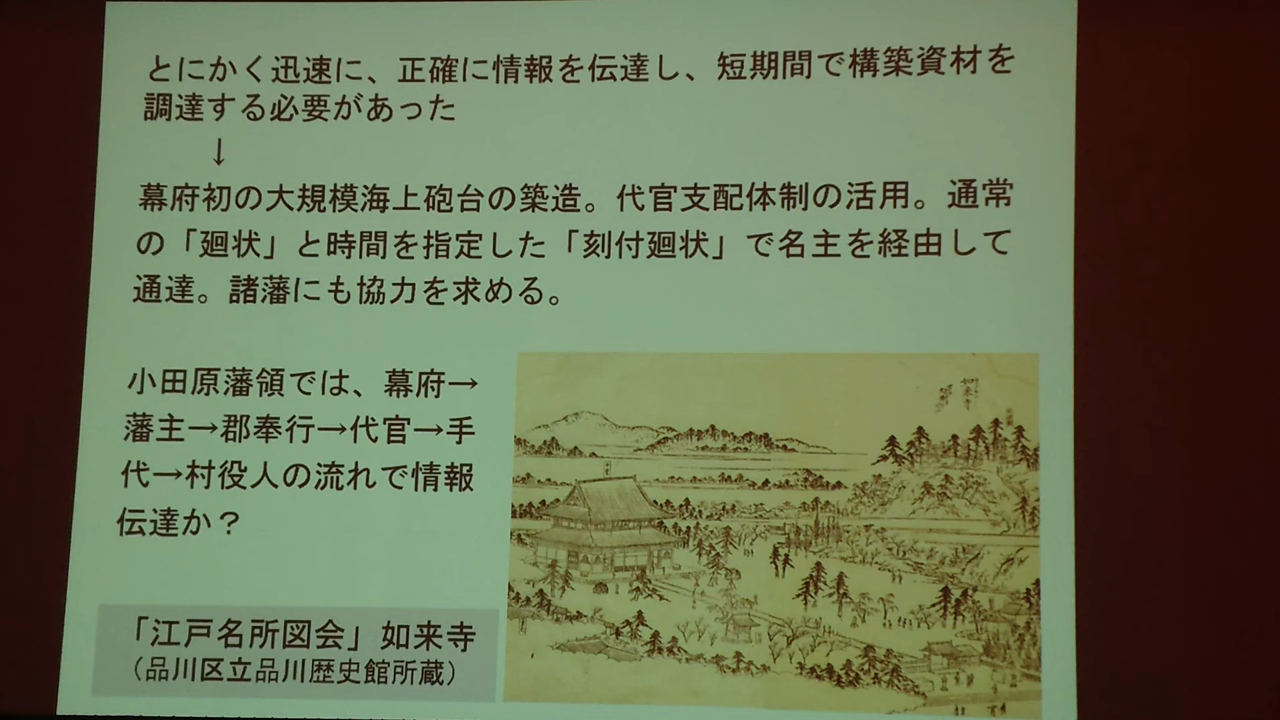 とにかく迅速に、正確に情報を伝達し、短期間で構築資材を
調達する必要があった
↓
幕府初の大規模海上砲台の築造。代官支配体制の活用。通常
の「廻状」と時間を指定した「刻付廻状」で名主を経由して
通達。諸藩にも協力を求める。
小田原藩領では、幕府→
藩主→郡奉行→代官→手
代→村役人の流れで情報
伝達か？
如来寺
「江戸名所図会」如来寺
（品川区立品川歴史館所蔵）